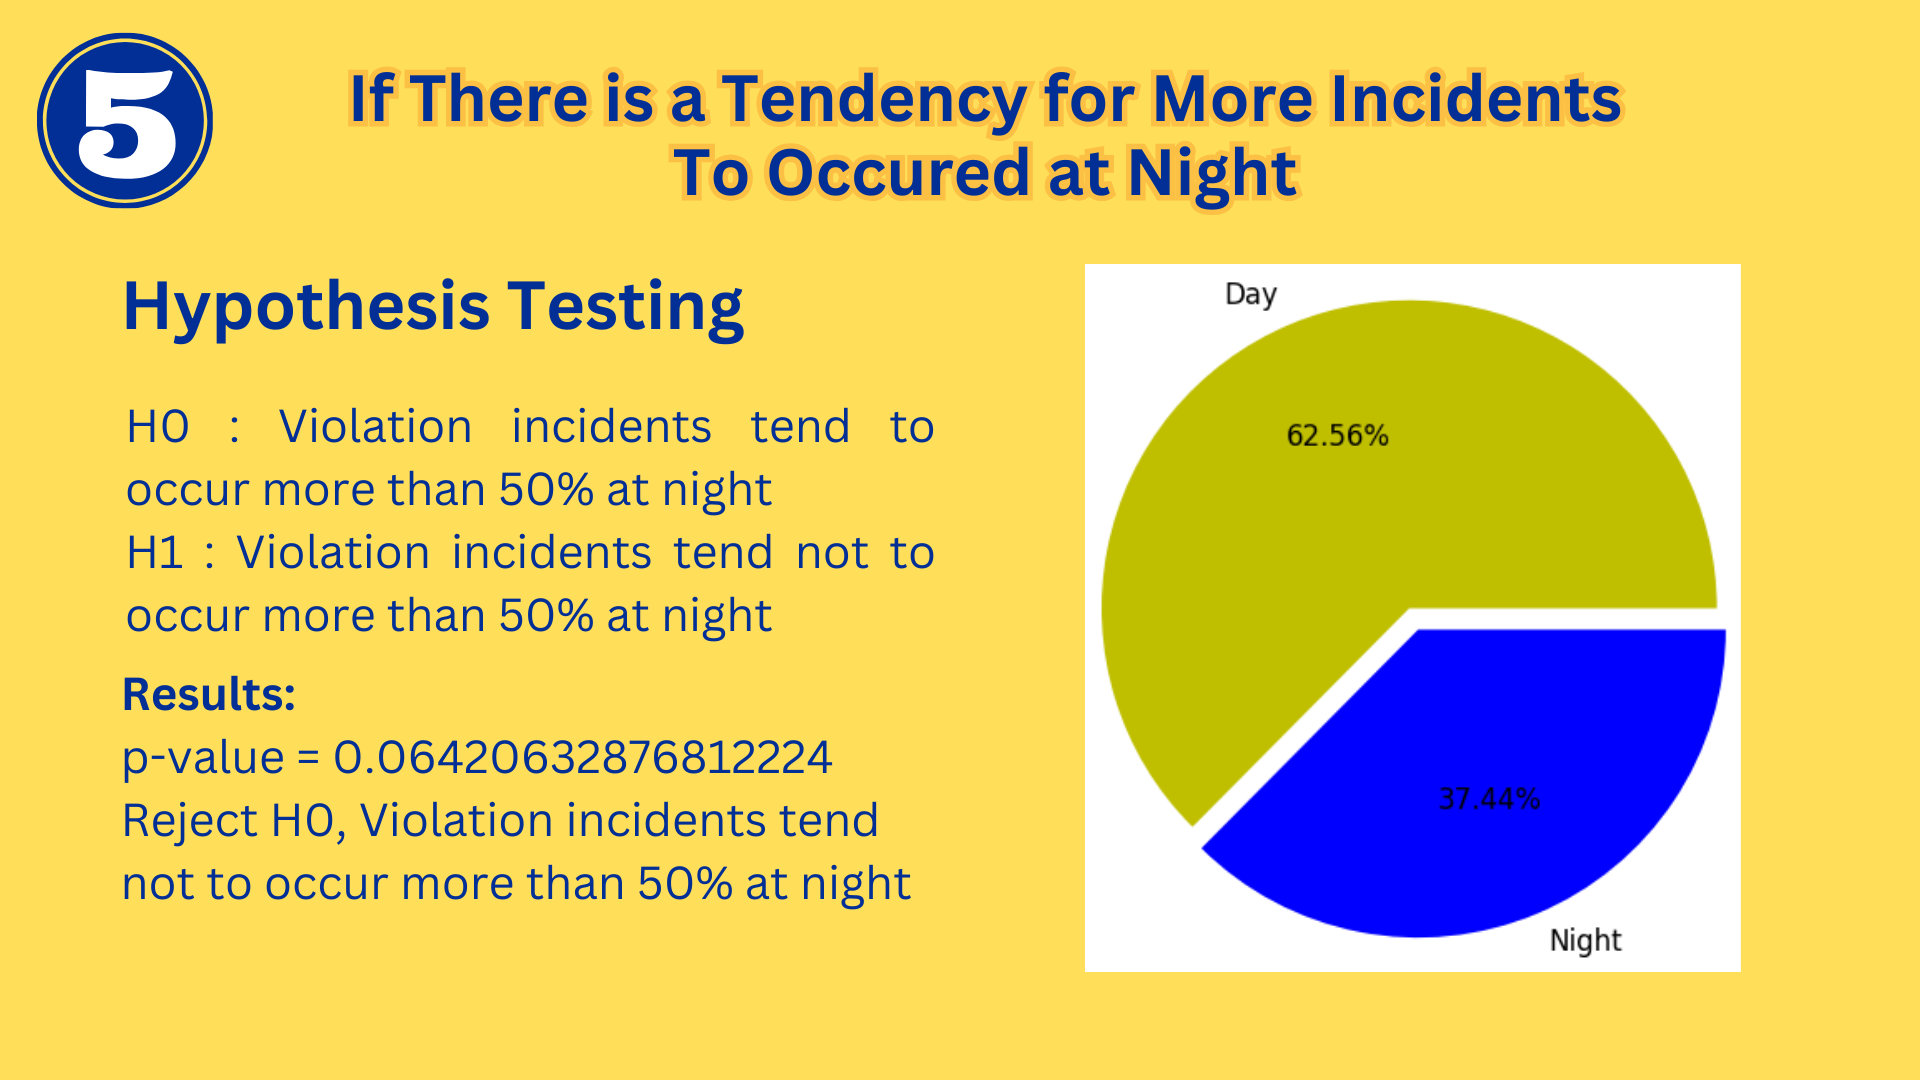 5
If There is a Tendency for More Incidents
To Occured at Night
Hypothesis Testing
H0 : Violation incidents tend to
occur more than 50% at night
H1 : Violation incidents tend not to
occur more than 50% at night
Results:
p-value = 0.06420632876812224
Reject H0, Violation incidents tend
not to occur more than 50% at night
Day
62.56%
37.44%
Night